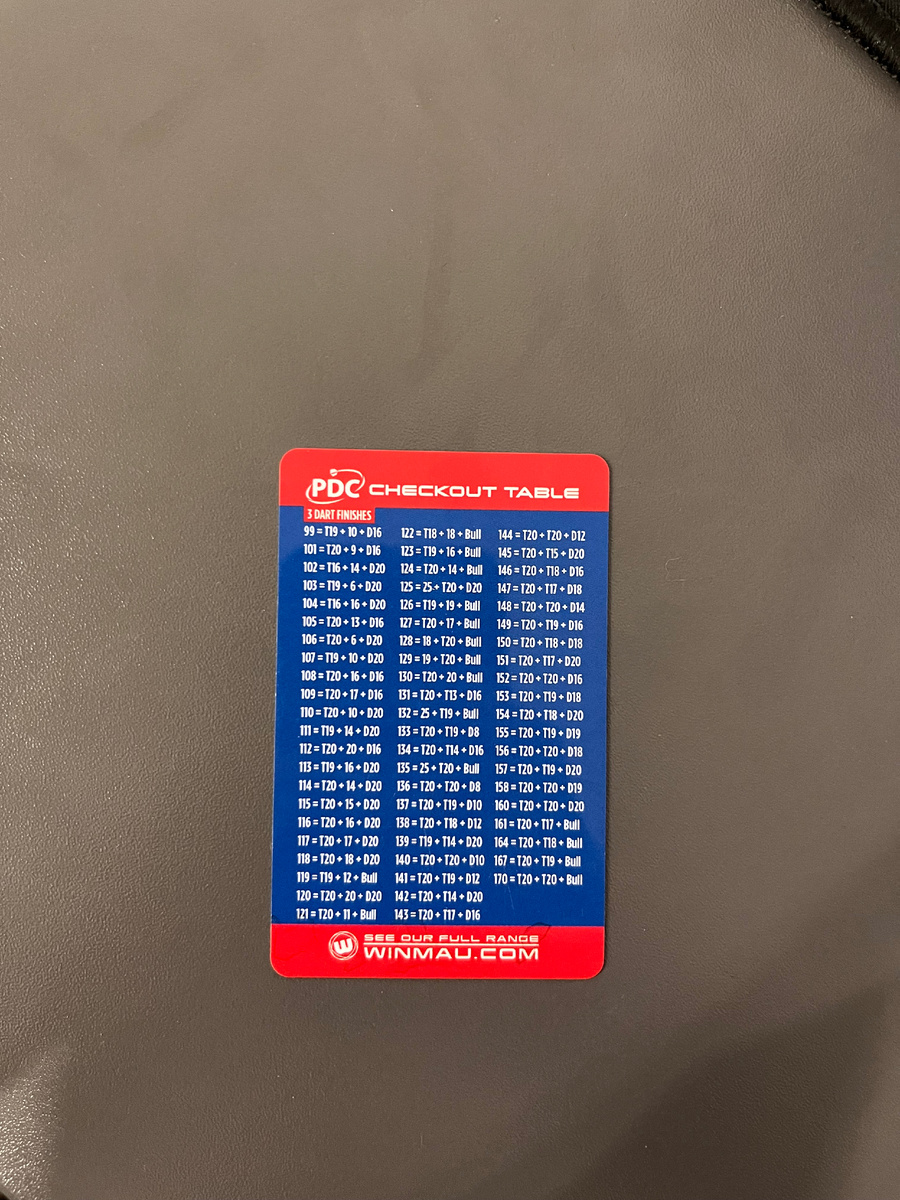 PDC CHECKOUT TABLE
3 DART FINISHES
99 = T19 + 10 + D16
101 = T20 + 9 + D16
102 = T16 + 14 + D20
103 = T19 + 6 + D20
104 = T16 + 16 + D20
105 = T20 + 13 + D16
106 = T20 + 6 + D20
107 = T19 + 10 + D20
108 = T20 + 16 + D16
109 = T20 + 17 + D16
110 = T20 + 10 + D20
111 = T19 + 14 + D20
112 = T20 + 20 + D16
113 = T19 + 16 + D20
114 = T20 + 14 + D20
115 = T20 + 15 + D20
116 = T20 + 16 + D20
117 = T20 + 17 + D20
118 = T20 + 18 + D20
119 = T19 + 12 + Bull
120 = T20 + 20 + D20
121 = T20 + 11 + Bull
122 = T18 + 18 + Bull
123 = T19 + 16 + Bull
124 = T20 + 14 + Bull
125 = 25 + T20 + D20
126 = T19 + 19 + Bull
127 = T20 + 17 + Bull
128 = 18 + T20 + Bull
129 = 19 + T20 + Bull
130 = T20 + 20 + Bull
131 = T20 + T13 + D16
132 = 25 + T19 + Bull
133 = T20 + T19 + D8
134 = T20 + T14 + D16
135 = 25 + T20 + Bull
136 = T20 + T20 + D8
137 = T20 + T19 + D10
138 = T20 + T18 + D12
139 = T19 + T14 + D20
140 = T20 + T20 + D10
141 = T20 + T19 + D12
142 = T20 + T14 + D20
143 = T20 + T17 + D16
144 = T20 + T20 + D12
145 = T20 + T15 + D20
146 = T20 + T18 + D16
147 = T20 + T17 + D18
148 = T20 + T20 + D14
149 = T20 + T19 + D16
150 = T20 + T18 + D18
151 = T20 + T17 + D20
152 = T20 + T20 + D16
153 = T20 + T19 + D18
154 = T20 + T18 + D20
155 = T20 + T19 + D19
156 = T20 + T20 + D18
157 = T20 + T19 + D20
158 = T20 + T20 + D19
160 = T20 + T20 + D20
161 = T20 + T17 + Bull
164 = T20 + T18 + Bull
167 = T20 + T19 + Bull
170 = T20 + T20 + Bull
W SEE OUR FULL RANGE
WINMAU.COM